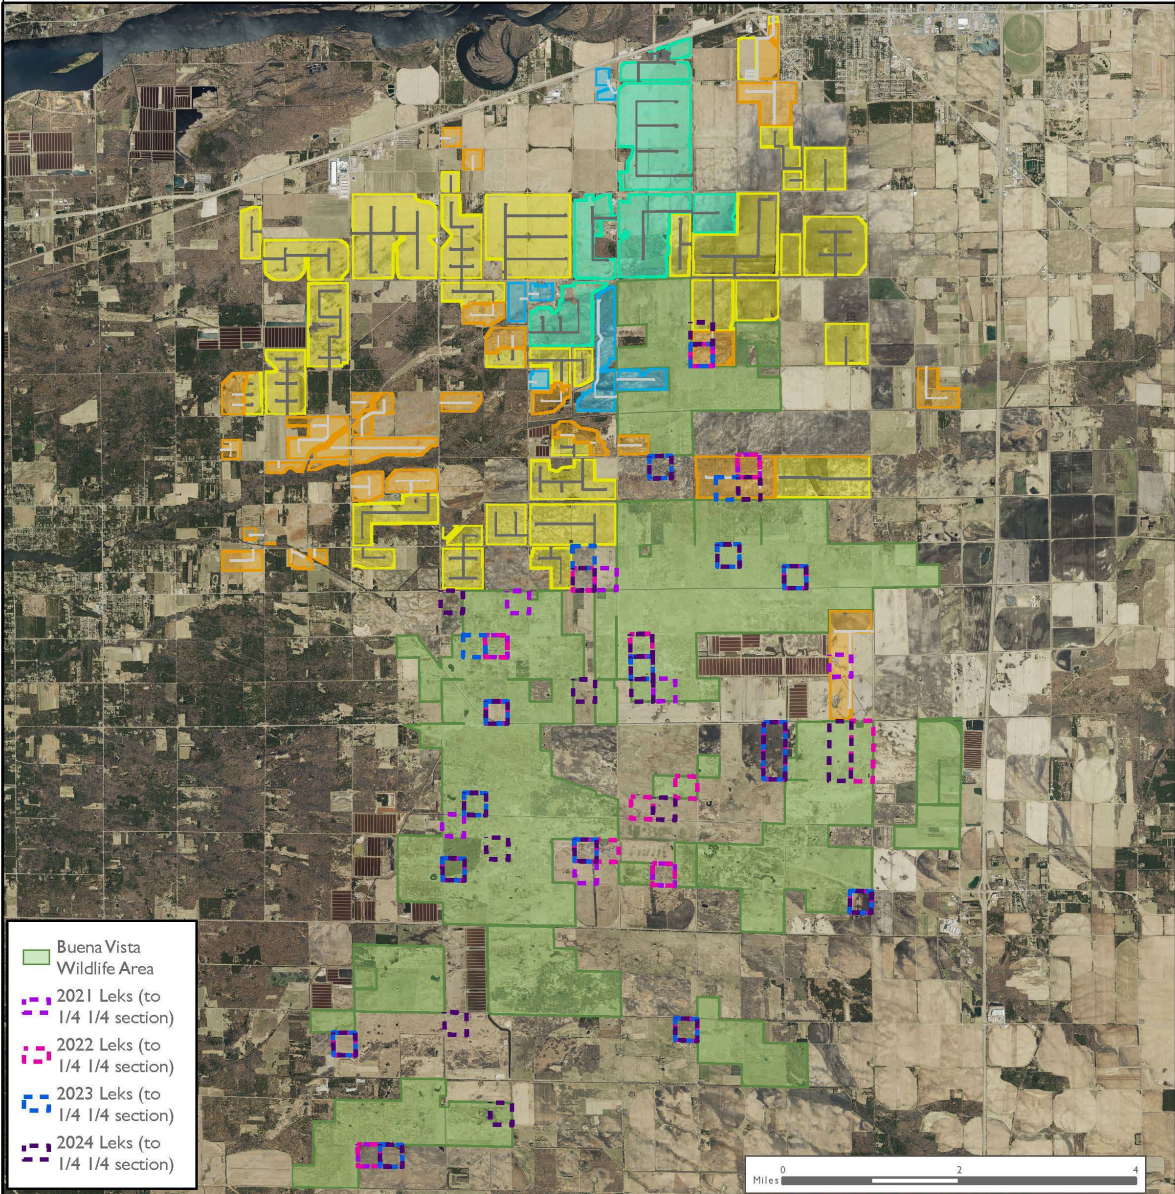 Buena Vista
Wildlife Area
2021 Leks (to
1/4 1/4 section)
2022 Leks (to
1/4 1/4 section)
2023 Leks (to
1/4 1/4 section)
2024 Leks (to
1/4 1/4 section)
0 2 4
Miles